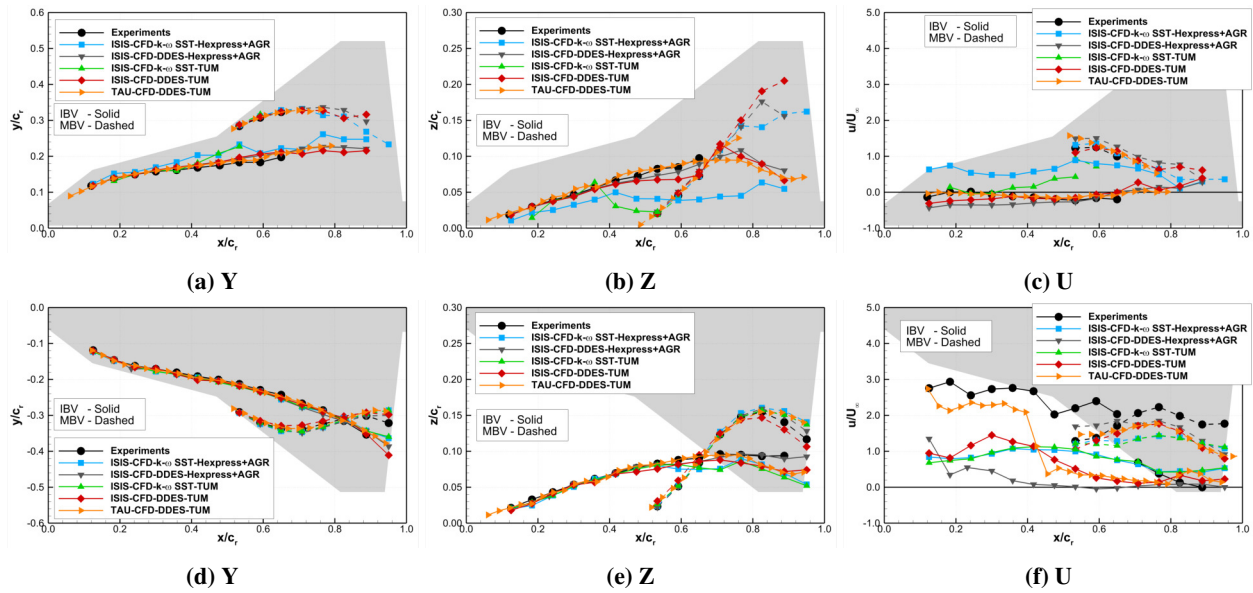 0.6
0.5
0.4
0.3
0.2
0.1
0.0
y/c_r
0.0 0.2 0.4 0.6 0.8 1.0
x/c_r
Experiments
ISIS-CFD-k-ω SST-Hexpress+AGR
ISIS-CFD-DDES-Hexpress+AGR
ISIS-CFD-k-ω SST-TUM
ISIS-CFD-DDES-TUM
TAU-CFD-DDES-TUM
IBV - Solid
MBV - Dashed
(a) Y
0.30
0.25
0.20
0.15
0.10
0.05
0.00
z/c_r
0.0 0.2 0.4 0.6 0.8 1.0
x/c_r
Experiments
ISIS-CFD-k-ω SST-Hexpress+AGR
ISIS-CFD-DDES-Hexpress+AGR
ISIS-CFD-k-ω SST-TUM
ISIS-CFD-DDES-TUM
TAU-CFD-DDES-TUM
IBV - Solid
MBV - Dashed
(b) Z
5.0
4.0
3.0
2.0
1.0
0.0
-1.0
u/U∞
0.0 0.2 0.4 0.6 0.8 1.0
x/c_r
IBV - Solid
MBV - Dashed
Experiments
ISIS-CFD-k-ω SST-Hexpress+AGR
ISIS-CFD-DDES-Hexpress+AGR
ISIS-CFD-k-ω SST-TUM
ISIS-CFD-DDES-TUM
TAU-CFD-DDES-TUM
(c) U
0.0
-0.1
-0.2
-0.3
-0.4
-0.5
-0.6
y/c_r
0.0 0.2 0.4 0.6 0.8 1.0
x/c_r
IBV - Solid
MBV - Dashed
Experiments
ISIS-CFD-k-ω SST-Hexpress+AGR
ISIS-CFD-DDES-Hexpress+AGR
ISIS-CFD-k-ω SST-TUM
ISIS-CFD-DDES-TUM
TAU-CFD-DDES-TUM
(d) Y
0.30
0.25
0.20
0.15
0.10
0.05
0.00
z/c_r
0.0 0.2 0.4 0.6 0.8 1.0
x/c_r
Experiments
ISIS-CFD-k-ω SST-Hexpress+AGR
ISIS-CFD-DDES-Hexpress+AGR
ISIS-CFD-k-ω SST-TUM
ISIS-CFD-DDES-TUM
TAU-CFD-DDES-TUM
IBV - Solid
MBV - Dashed
(e) Z
5.0
4.0
3.0
2.0
1.0
0.0
-1.0
u/U∞
0.0 0.2 0.4 0.6 0.8 1.0
x/c_r
IBV - Solid
MBV - Dashed
Experiments
ISIS-CFD-k-ω SST-Hexpress+AGR
ISIS-CFD-DDES-Hexpress+AGR
ISIS-CFD-k-ω SST-TUM
ISIS-CFD-DDES-TUM
TAU-CFD-DDES-TUM
(f) U